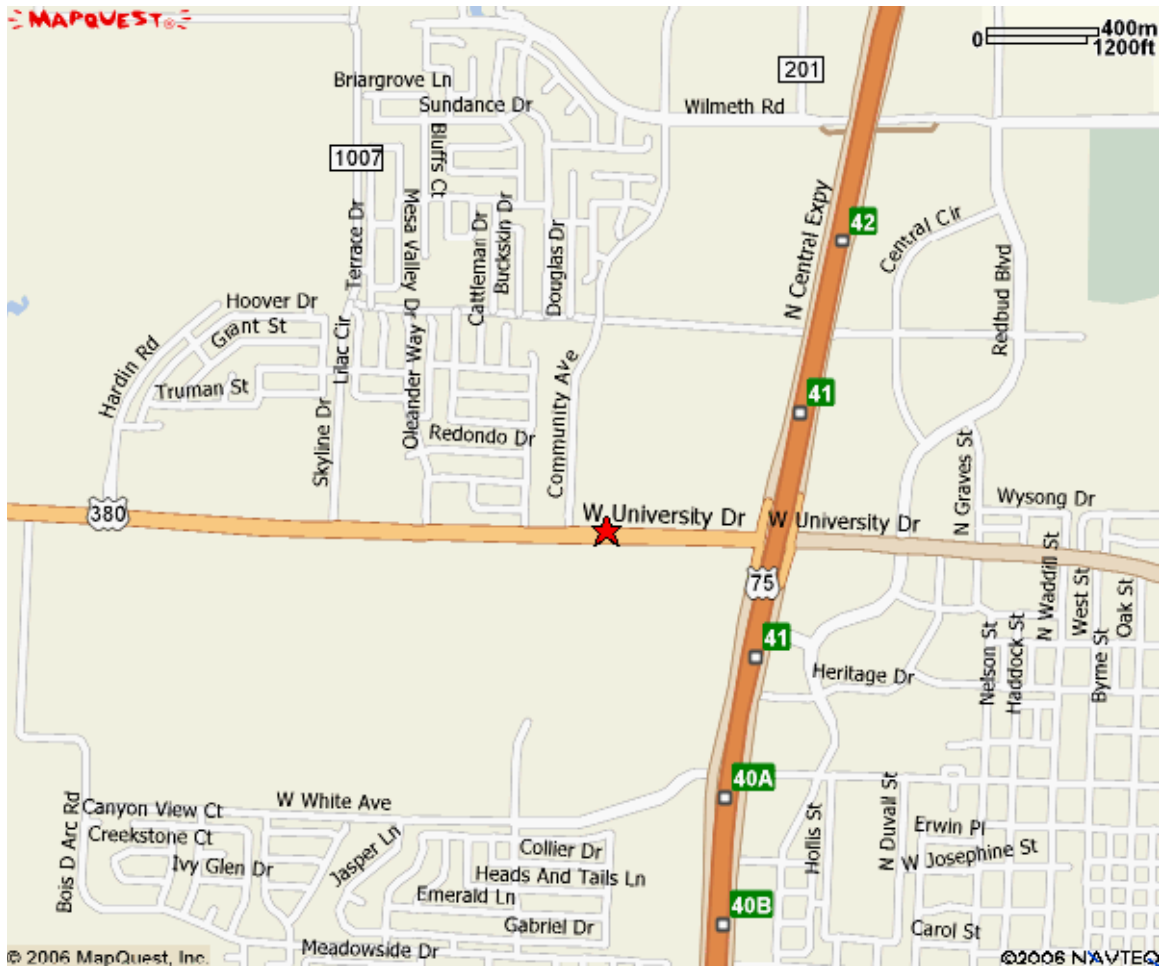 MAPQUEST®
0 400m
1200ft
201
Briargrove Ln
Sundance Dr
Wilmeth Rd
1007
Bluffs Ct
Mesa Valley Dr
Terrace Dr
Cattleman Dr
Buckskin Dr
Douglas Dr
N Central Expy
42
Central Cir
Redbud Blvd
Hoover Dr
Grant St
Hardin Rd
Truman St
Lilac Cir
Oleander Way
Skyline Dr
Redondo Dr
Community Ave
41
N Graves St
Wysong Dr
380
W University Dr
W University Dr
75
N Waddill St
West St
Oak St
Byrne St
41
Heritage Dr
Nelson St
Haddock St
40A
W White Ave
Canyon View Ct
Creekstone Ct
Bois D Arc Rd
Ivy Glen Dr
Jasper Ln
Collier Dr
Heads And Tails Ln
Emerald Ln
Gabriel Dr
Meadowside Dr
Hollis St
N Duvall St
Erwin Pl
W Josephine St
40B
Carol St
© 2006 MapQuest, Inc.
©2006 NAVTEQ